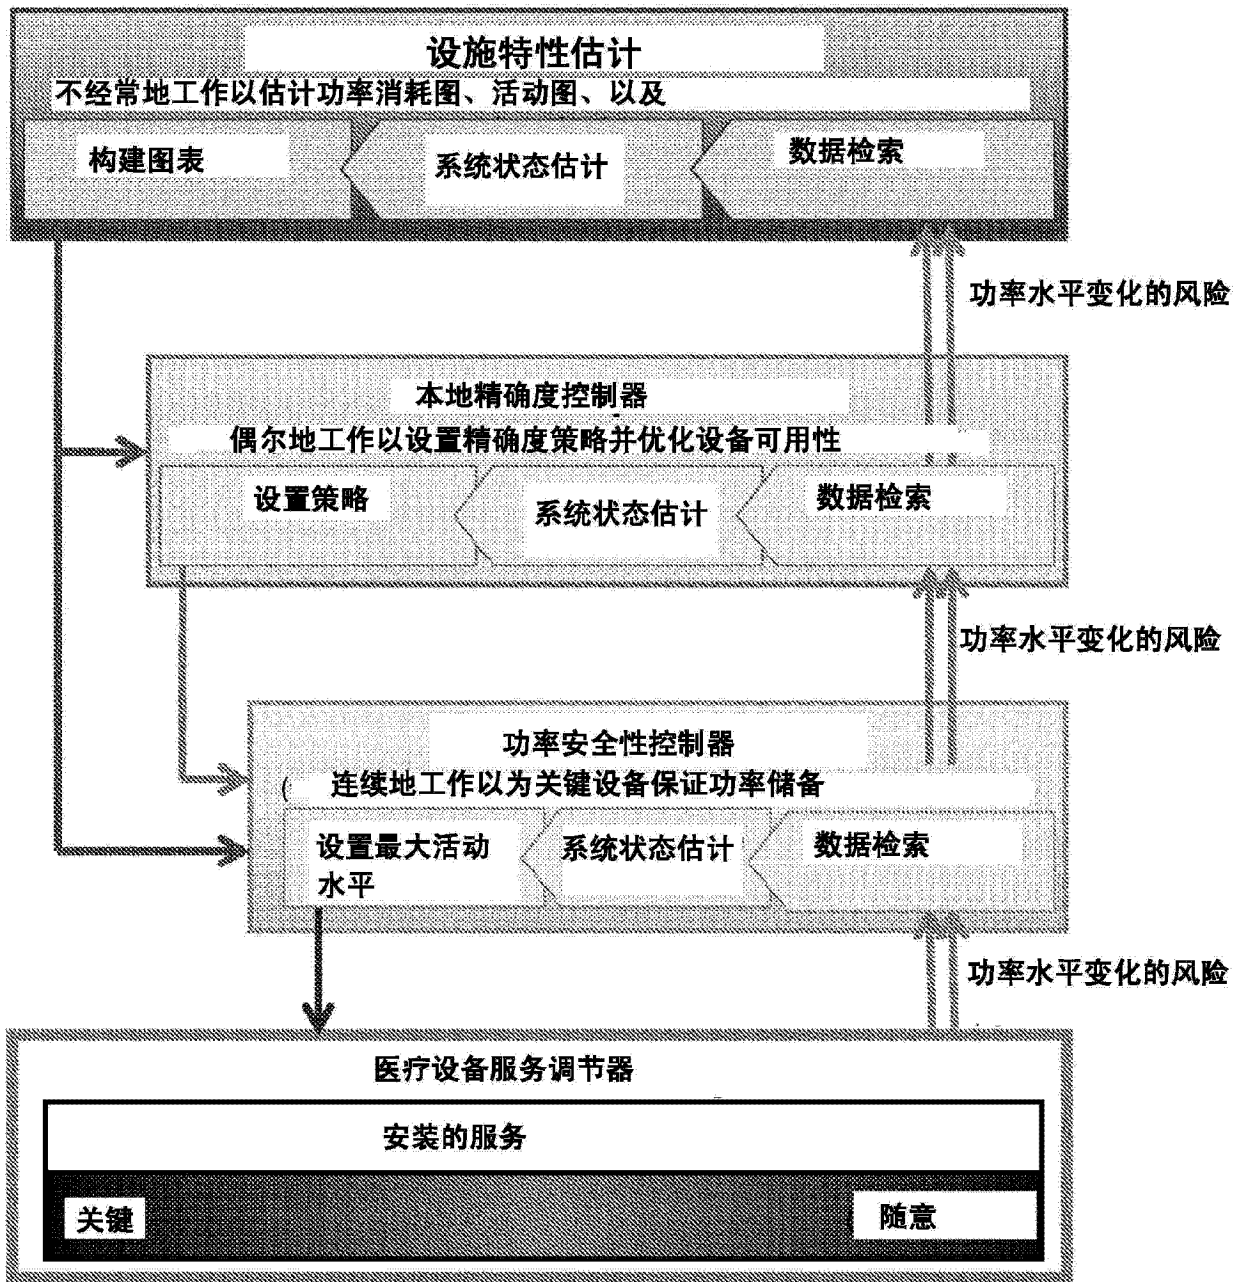 设施特性估计
不经常地工作以估计功率消耗图、活动图、以及
构建图表
系统状态估计
数据检索
功率水平变化的风险
本地精确度控制器
偶尔地工作以设置精确度策略并优化设备可用性
设置策略
系统状态估计
数据检索
功率水平变化的风险
功率安全性控制器
(连续地工作以为关键设备保证功率储备
设置最大活动
水平
系统状态估计
数据检索
功率水平变化的风险
医疗设备服务调节器
安装的服务
关键
随意